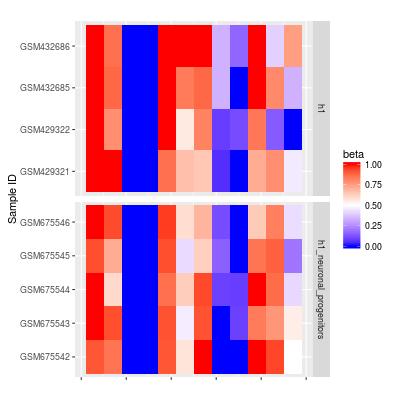 GSM432686
GSM432685
GSM429322
GSM429321
h1
GSM675546
GSM675545
GSM675544
GSM675543
GSM675542
h1_neuronal_progenitors
Sample ID
beta
1.00
0.75
0.50
0.25
0.00